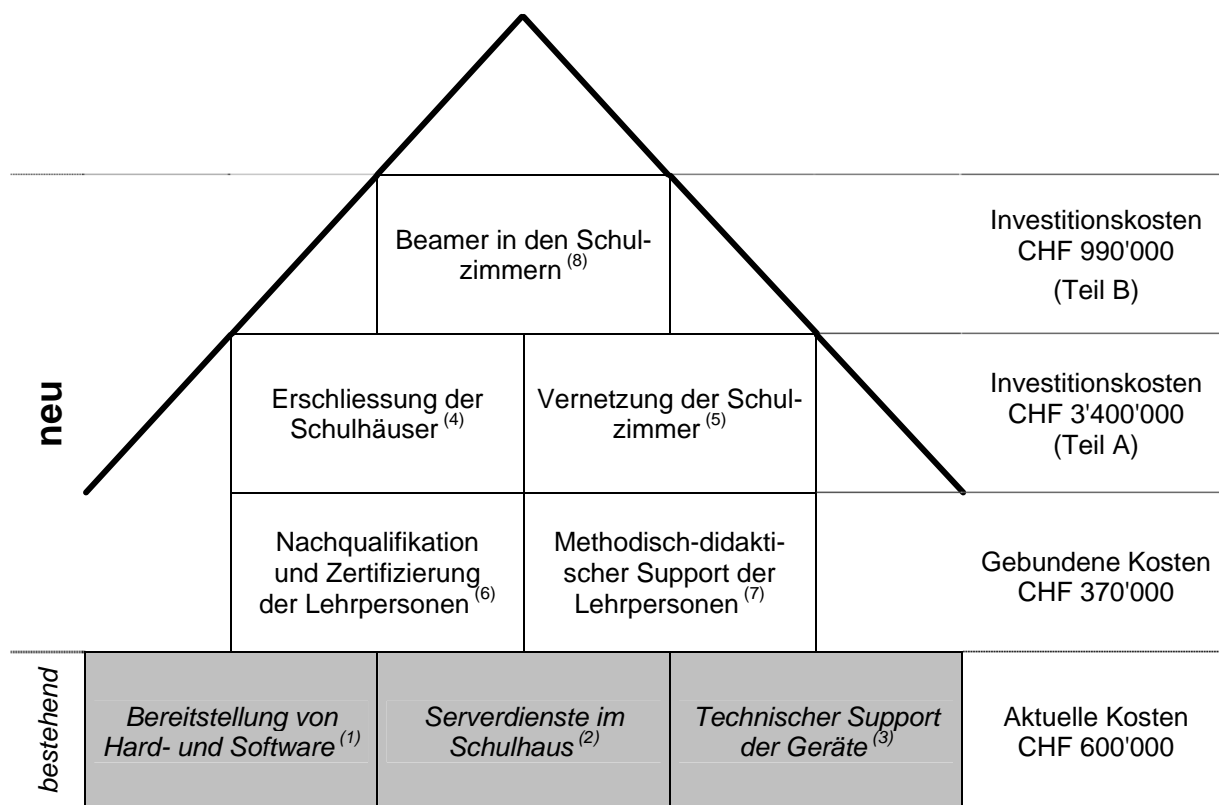 Beamer in den Schul-
zimmern (8)
Investitionskosten
CHF 990'000
(Teil B)
neu
Erschliessung der
Schulhäuser (4)
Vernetzung der Schul-
zimmer (5)
Investitionskosten
CHF 3'400'000
(Teil A)
Nachqualifikation
und Zertifizierung
der Lehrpersonen (6)
Methodisch-didakti-
scher Support der
Lehrpersonen (7)
Gebundene Kosten
CHF 370'000
bestehend
Bereitstellung von
Hard- und Software (1)
Serverdienste im
Schulhaus (2)
Technischer Support
der Geräte (3)
Aktuelle Kosten
CHF 600'000